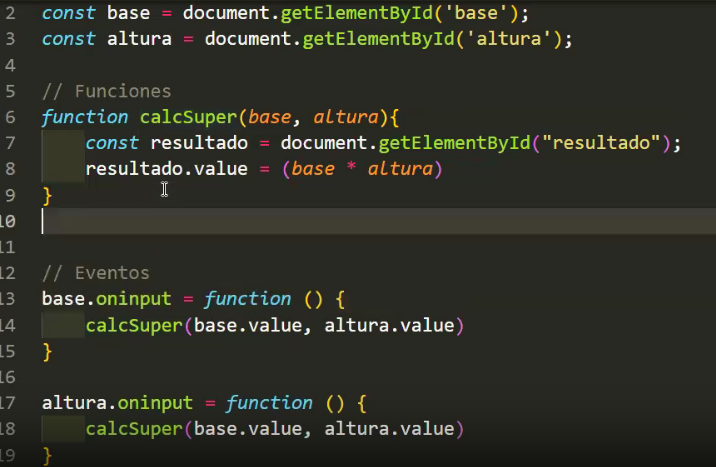 2 const base = document.getElementById('base');
3 const altura = document.getElementById('altura');
4
5 // Funciones
6 function calcSuper(base, altura){
7 const resultado = document.getElementById("resultado");
8 resultado.value = (base * altura)
9 }
10
11
12 // Eventos
13 base.oninput = function () {
14 calcSuper(base.value, altura.value)
15 }
16
17 altura.oninput = function () {
18 calcSuper(base.value, altura.value)
19 }